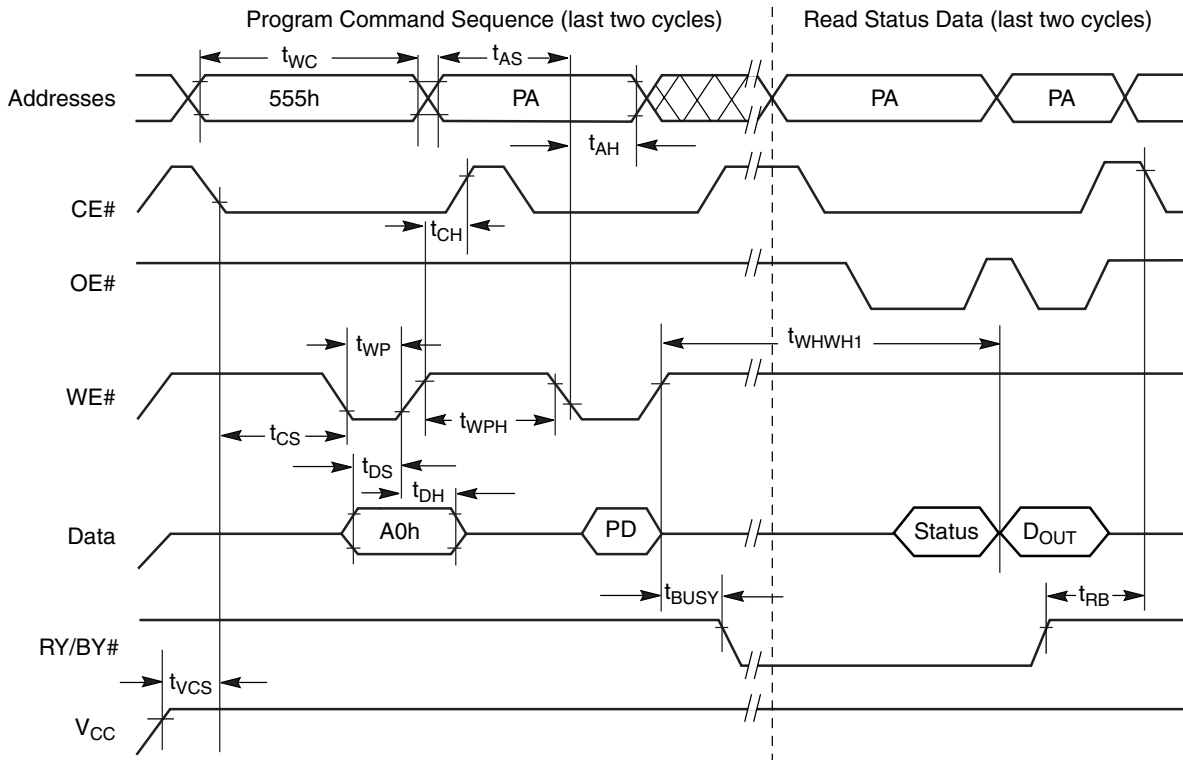 Program Command Sequence (last two cycles)
Read Status Data (last two cycles)
tWC
tAS
Addresses
555h
PA
PA
PA
tAH
CE#
tCH
OE#
tWP
tWHWH1
WE#
tCS
tWPH
tDS
tDH
Data
A0h
PD
Status
DOUT
tBUSY
tRB
RY/BY#
tVCS
VCC